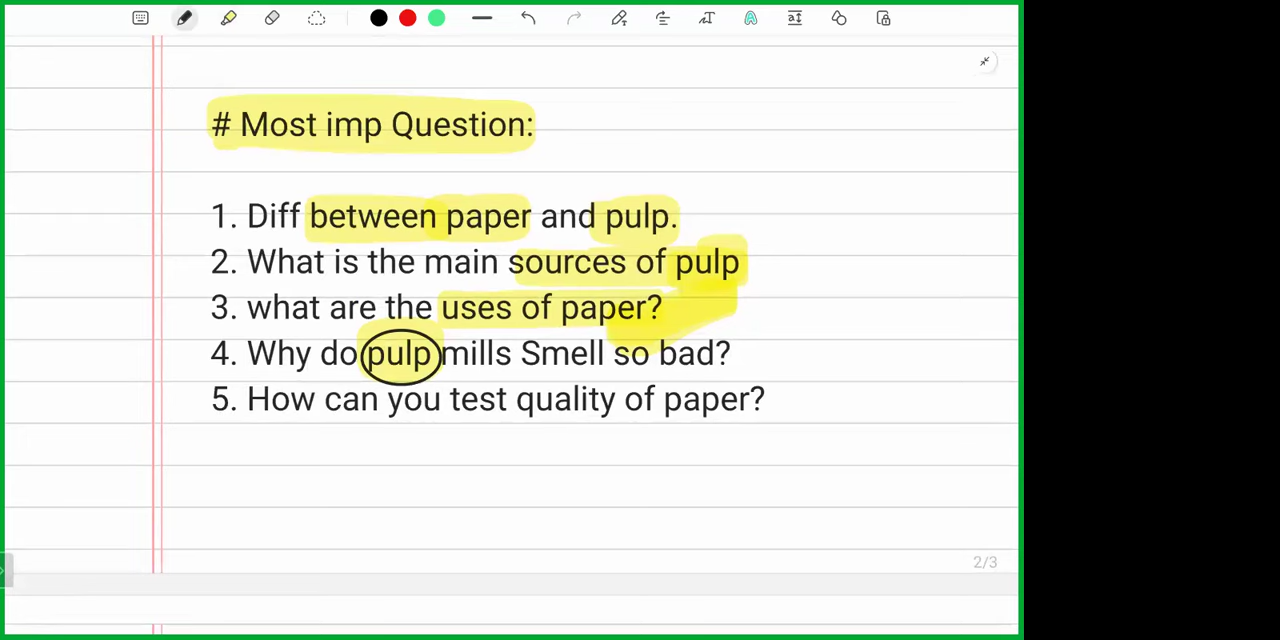 # Most imp Question:
1. Diff between paper and pulp.
2. What is the main sources of pulp
3. what are the uses of paper?
4. Why do pulp mills Smell so bad?
5. How can you test quality of paper?
2/3